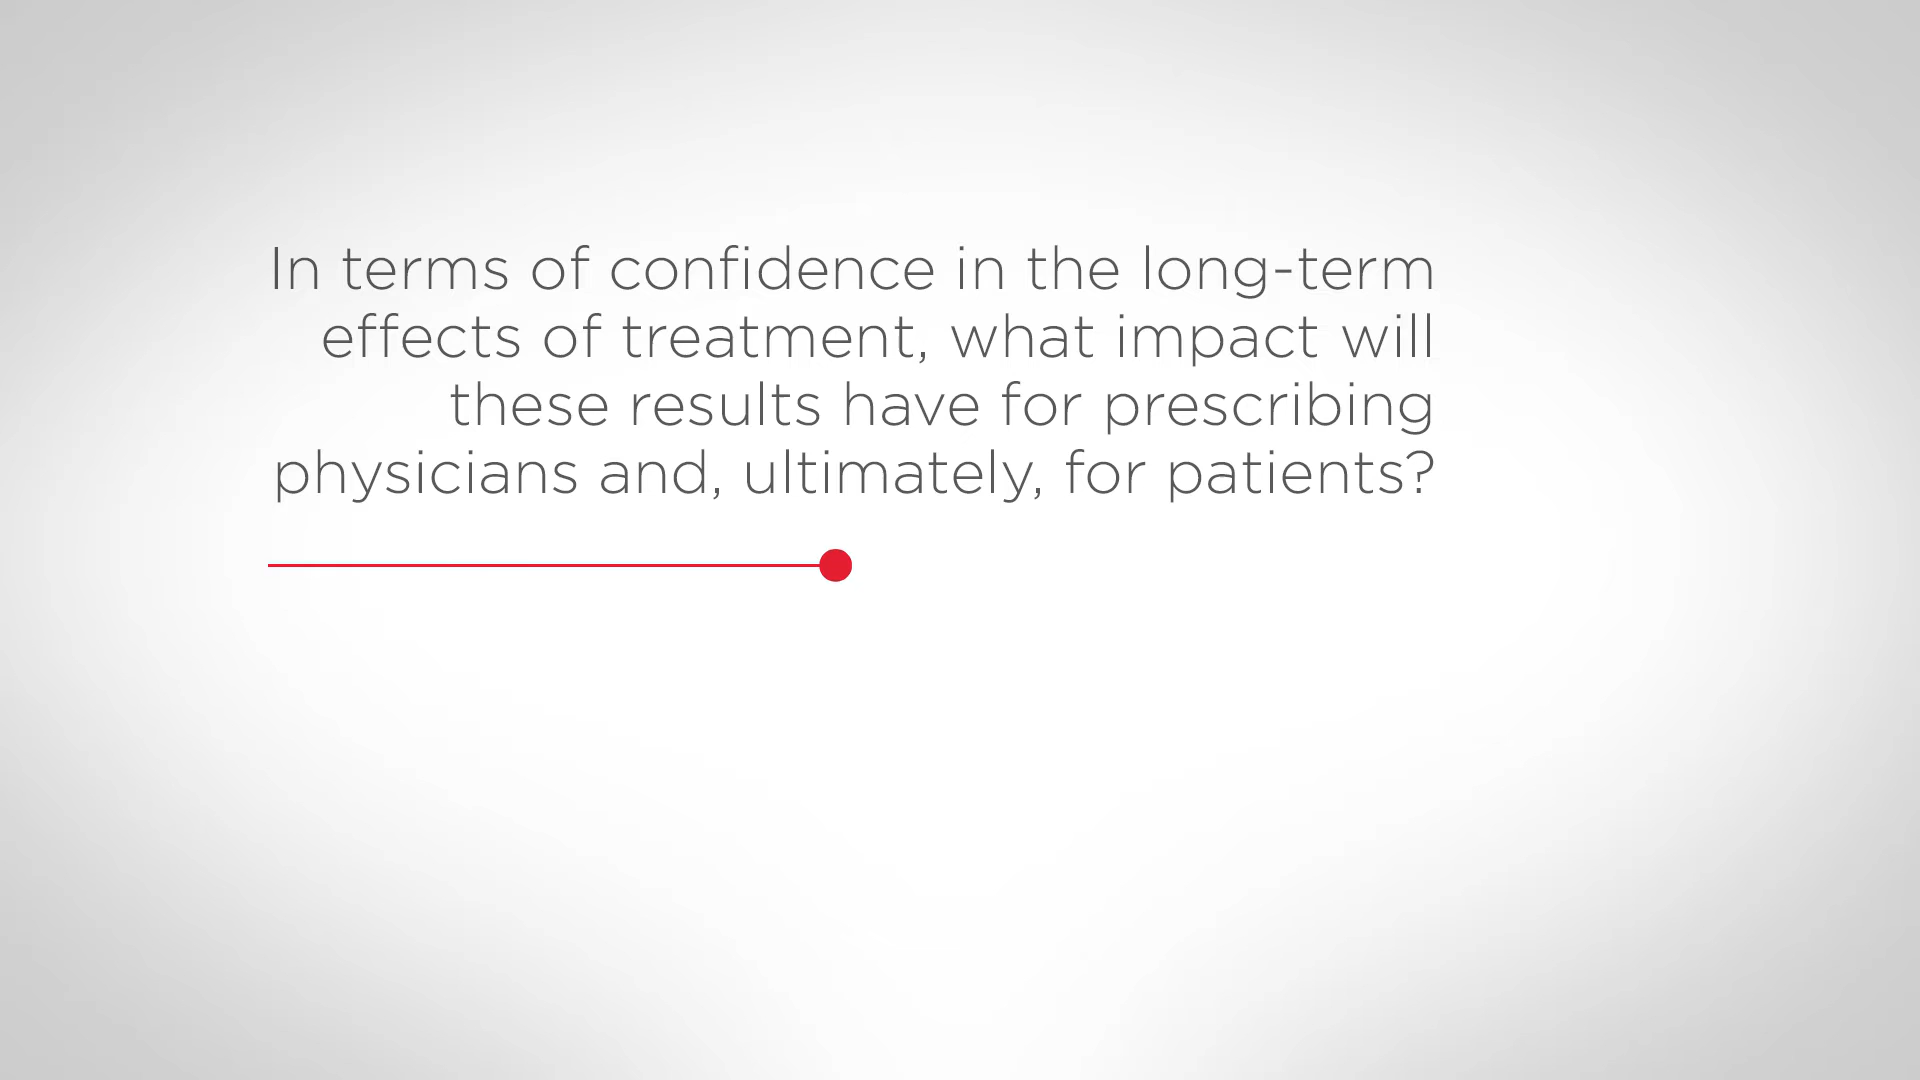 In terms of confidence in the long-term
effects of treatment, what impact will
these results have for prescribing
physicians and, ultimately, for patients?